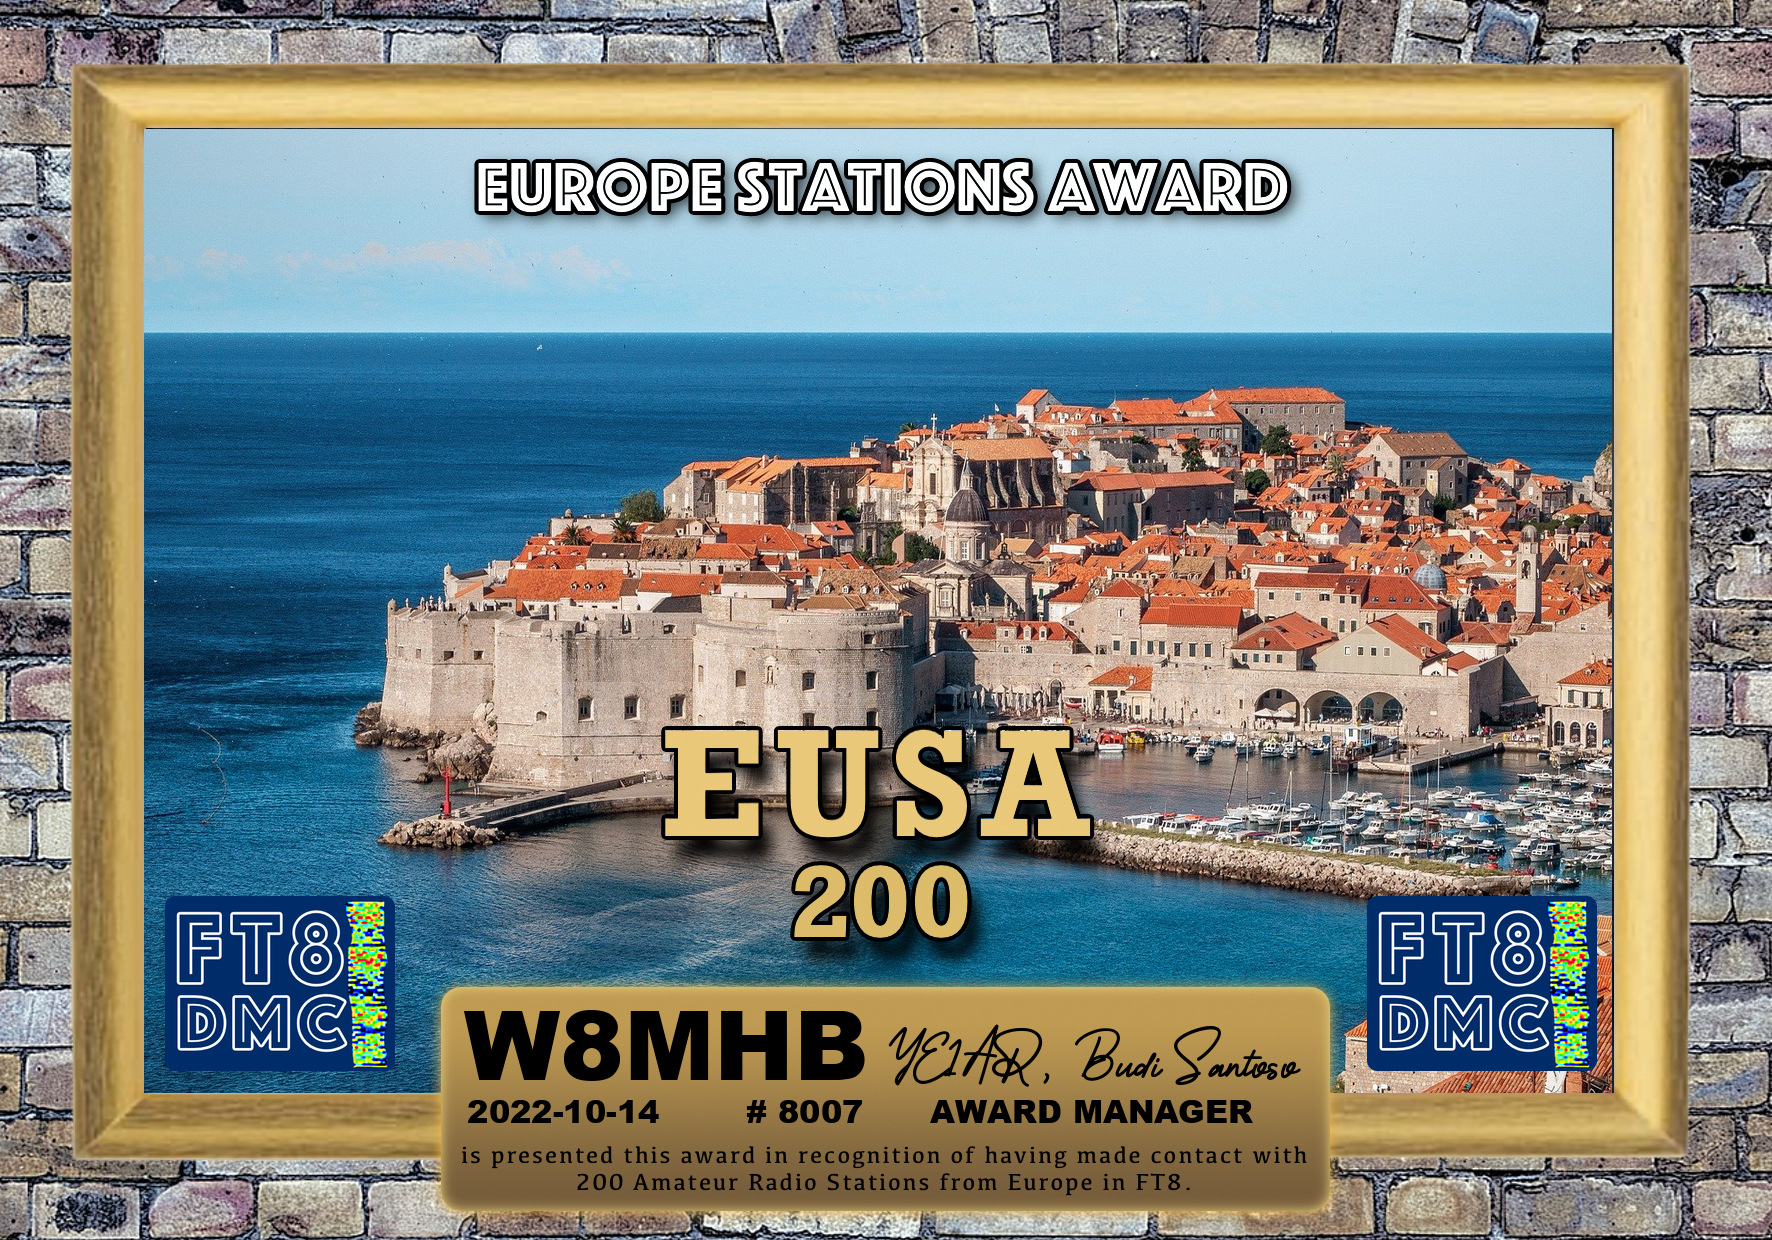 EUROPE STATIONS AWARD
EUSA
200
FT8
DMC
FT8
DMC
W8MHB YE1AR, Budi Santoso
2022-10-14 # 8007 AWARD MANAGER
is presented this award in recognition of having made contact with
200 Amateur Radio Stations from Europe in FT8.